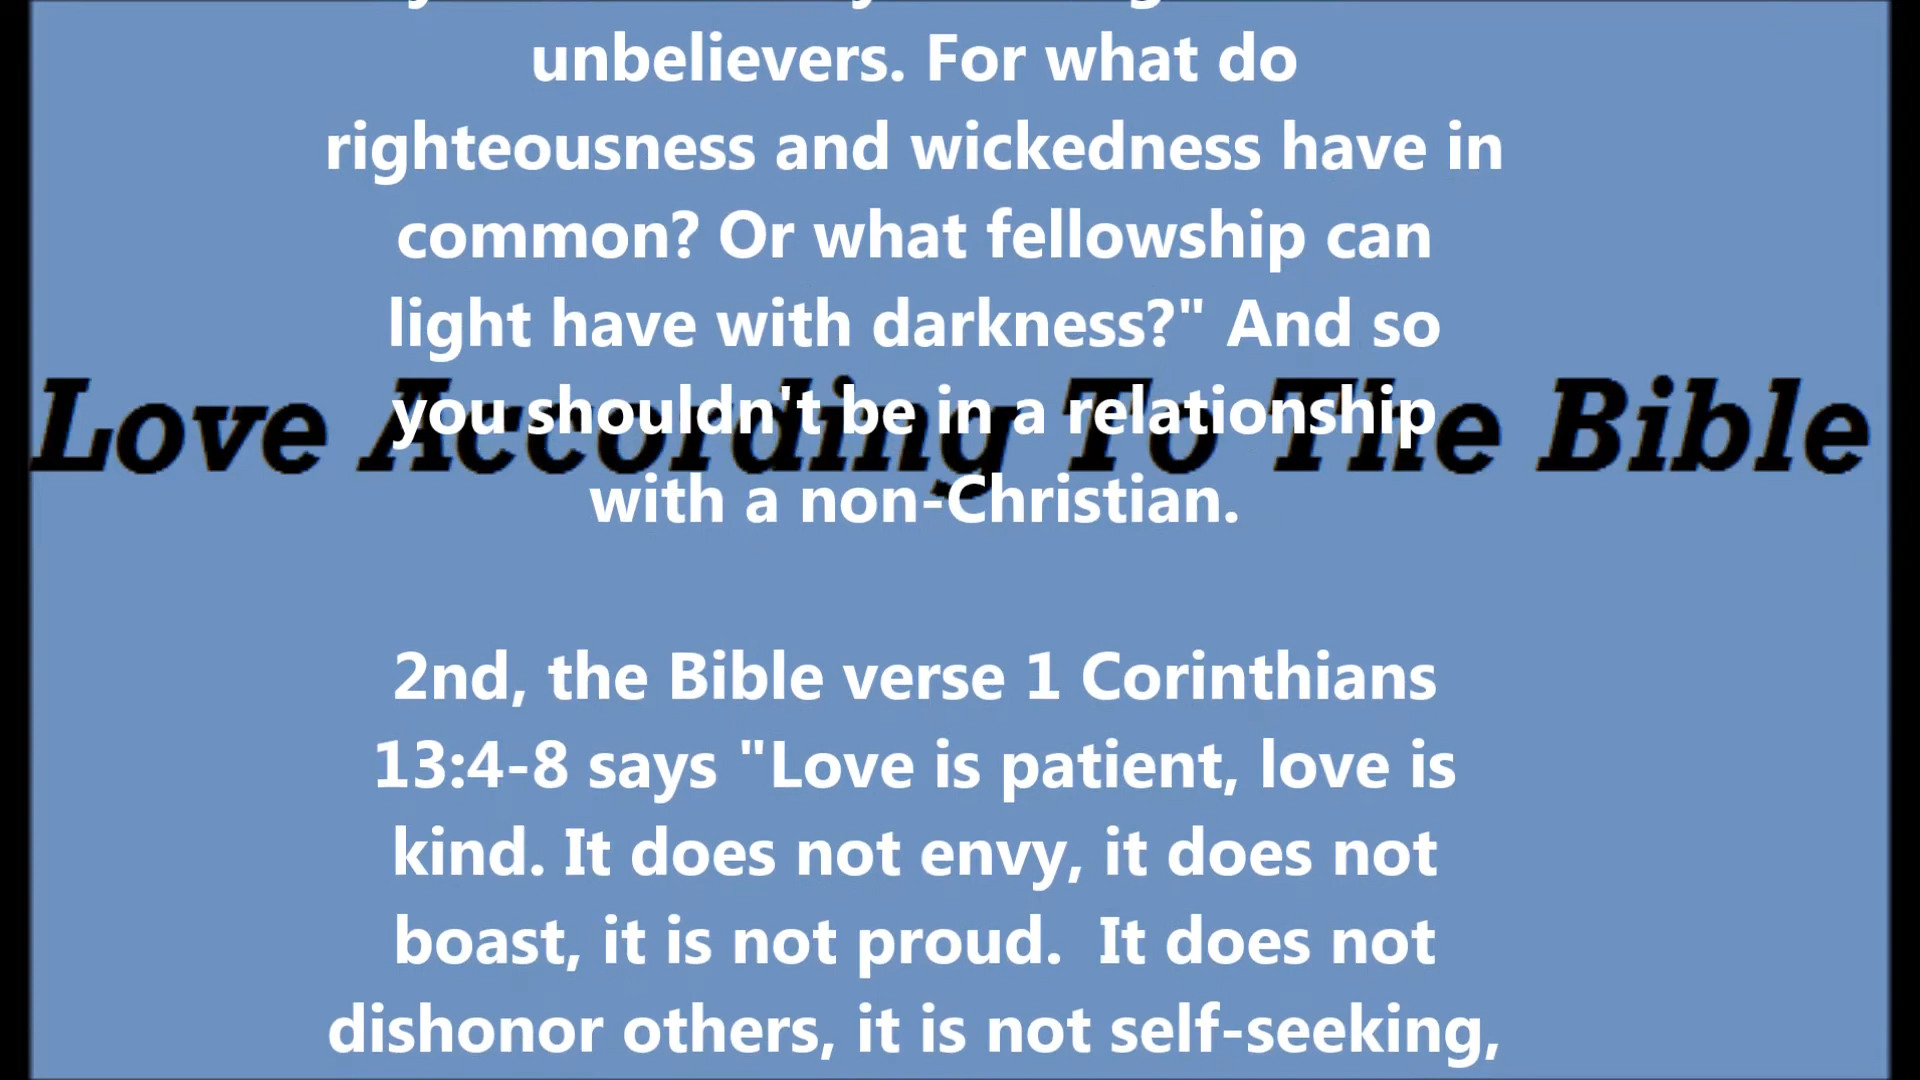 unbelievers. For what do
righteousness and wickedness have in
common? Or what fellowship can
light have with darkness?" And so
you shouldn't be in a relationship
Love According To The Bible
with a non-Christian.
2nd, the Bible verse 1 Corinthians
13:4-8 says "Love is patient, love is
kind. It does not envy, it does not
boast, it is not proud.  It does not
dishonor others, it is not self-seeking,